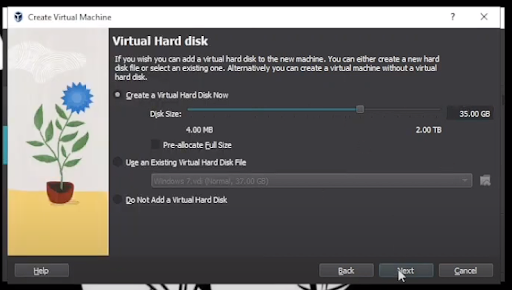 Create Virtual Machine
Virtual Hard disk
If you wish you can add a virtual hard disk to the new machine. You can either create a new hard
disk file or select an existing one. Alternatively you can create a virtual machine without a virtual
hard disk.
Create a Virtual Hard Disk Now
Disk Size:
35.00 GB
4.00 MB
2.00 TB
Pre-allocate Full Size
Use an Existing Virtual Hard Disk File
Windows 7.vdi (Normal, 37.00 GB)
Do Not Add a Virtual Hard Disk
Help
Back
Next
Cancel